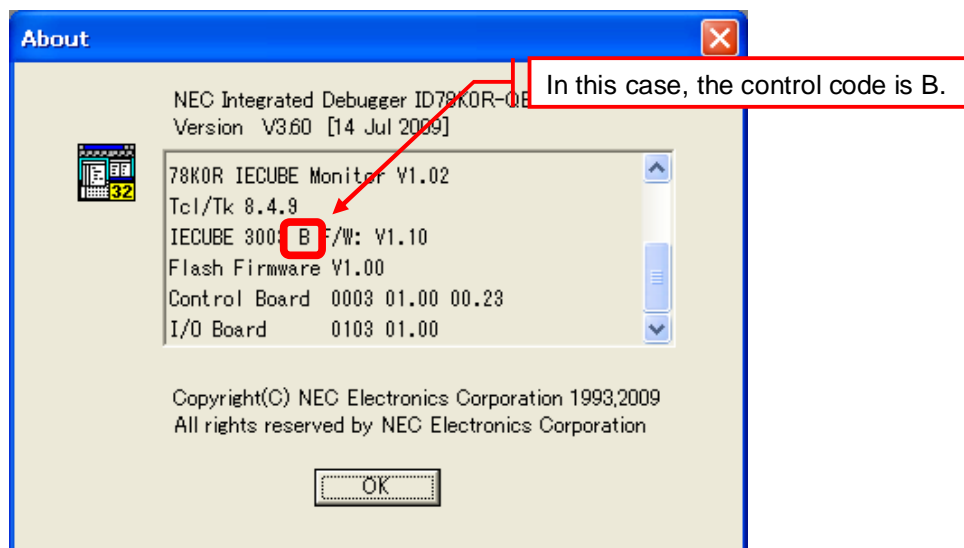 About
In this case, the control code is B.
NEC Integrated Debugger ID78K0R-QB
Version V3.60 [14 Jul 2009]
32
78K0R IECUBE Monitor V1.02
Tcl/Tk 8.4.9
IECUBE 3003 B F/W: V1.10
Flash Firmware V1.00
Control Board 0003 01.00 00.23
I/O Board 0103 01.00
Copyright(C) NEC Electronics Corporation 1993,2009
All rights reserved by NEC Electronics Corporation
OK